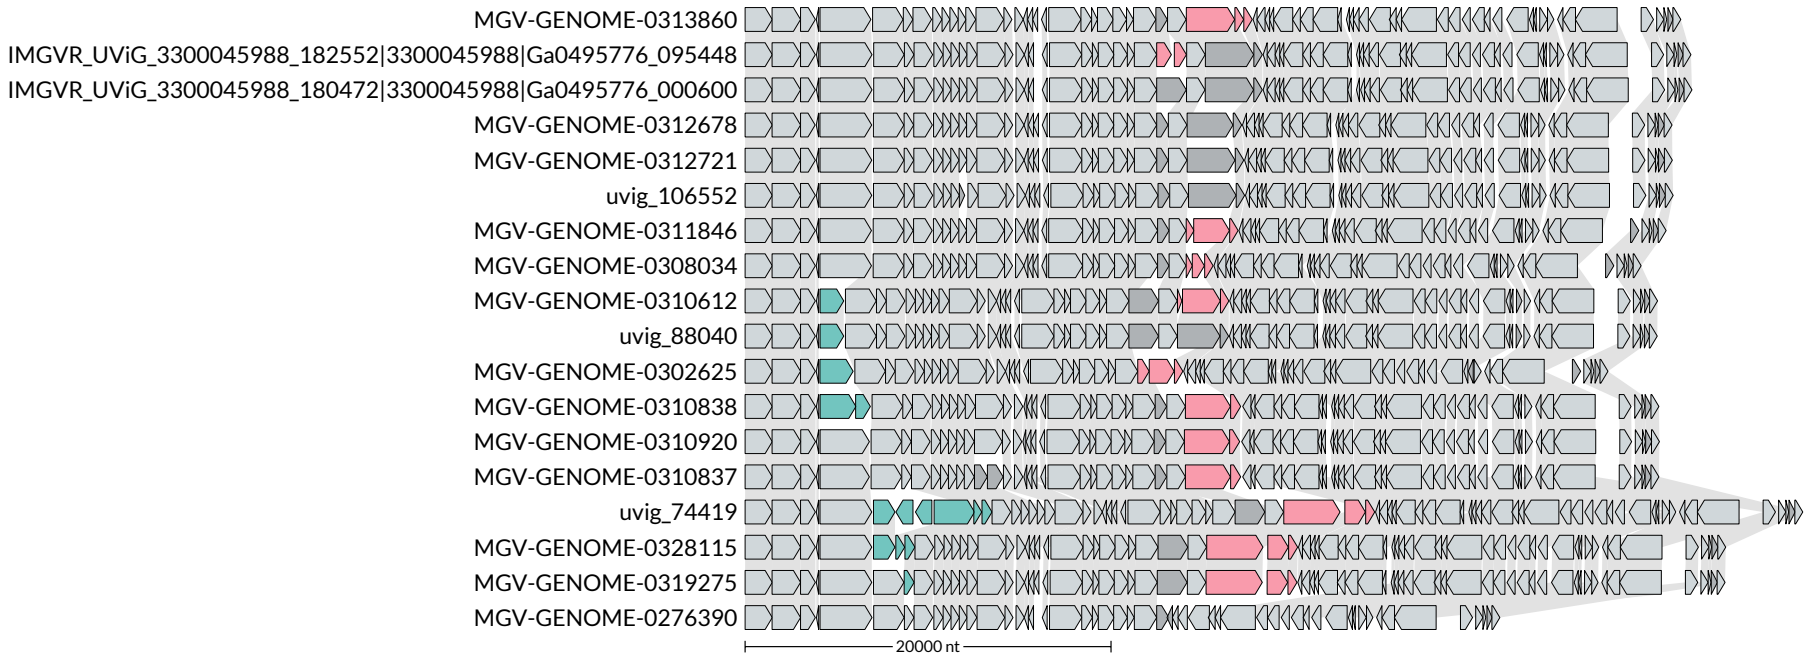 MGV-GENOME-0313860
IMGVR_UViG_3300045988_182552|3300045988|Ga0495776_095448
IMGVR_UViG_3300045988_180472|3300045988|Ga0495776_000600
MGV-GENOME-0312678
MGV-GENOME-0312721
uvig_106552
MGV-GENOME-0311846
MGV-GENOME-0308034
MGV-GENOME-0310612
uvig_88040
MGV-GENOME-0302625
MGV-GENOME-0310838
MGV-GENOME-0310920
MGV-GENOME-0310837
uvig_74419
MGV-GENOME-0328115
MGV-GENOME-0319275
MGV-GENOME-0276390
20000 nt